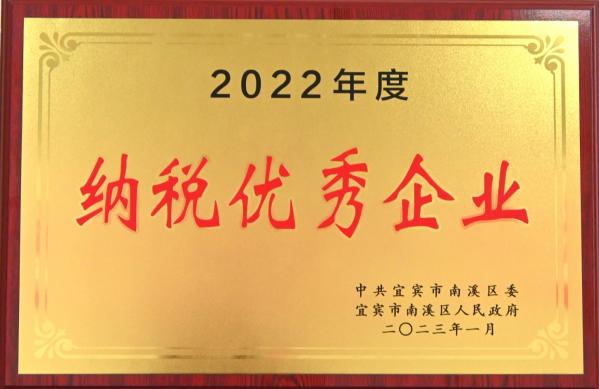 2022年度
纳税优秀企业
中共宜宾市南溪区委
宜宾市南溪区人民政府
二〇二三年一月